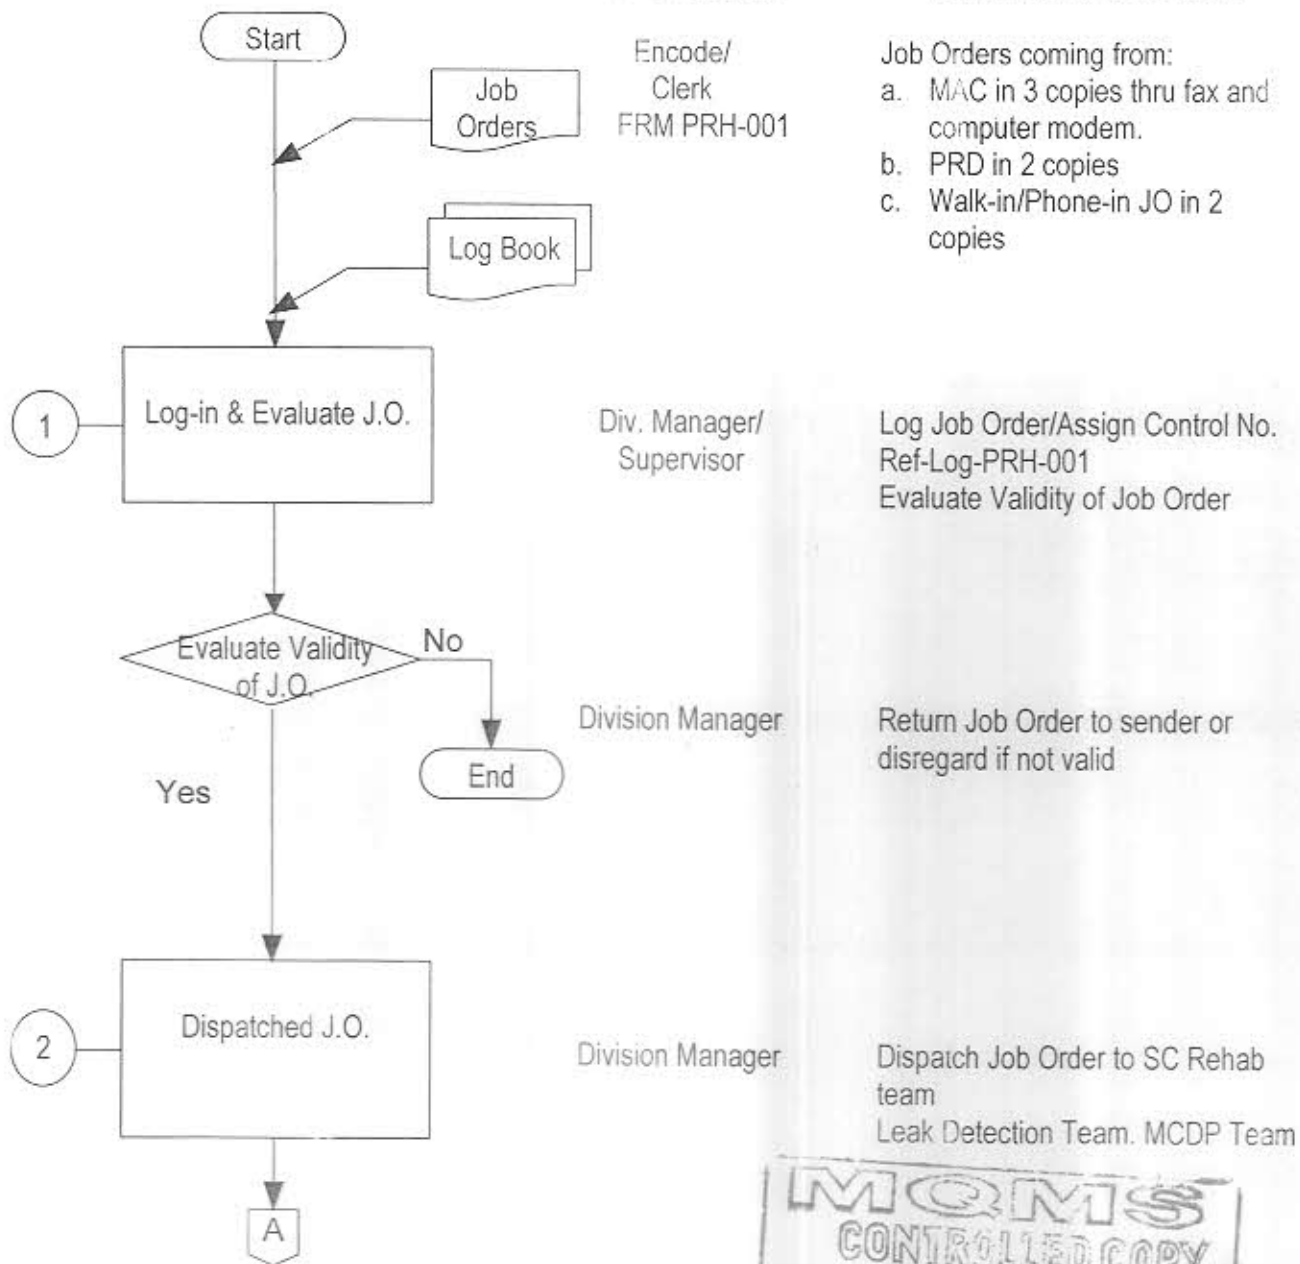 Start
Job
Orders
Encode/
Clerk
FRM PRH-001
Job Orders coming from:
a. MAC in 3 copies thru fax and
computer modem.
b. PRD in 2 copies
c. Walk-in/Phone-in JO in 2
copies
Log Book
1
Log-in & Evaluate J.O.
Div. Manager/
Supervisor
Log Job Order/Assign Control No.
Ref-Log-PRH-001
Evaluate Validity of Job Order
Evaluate Validity
of J.O.
No
End
Division Manager
Return Job Order to sender or
disregard if not valid
Yes
2
Dispatched J.O.
Division Manager
Dispatch Job Order to SC Rehab
team
Leak Detection Team. MCDP Team
A
MQMS
CONTROLLED COPY